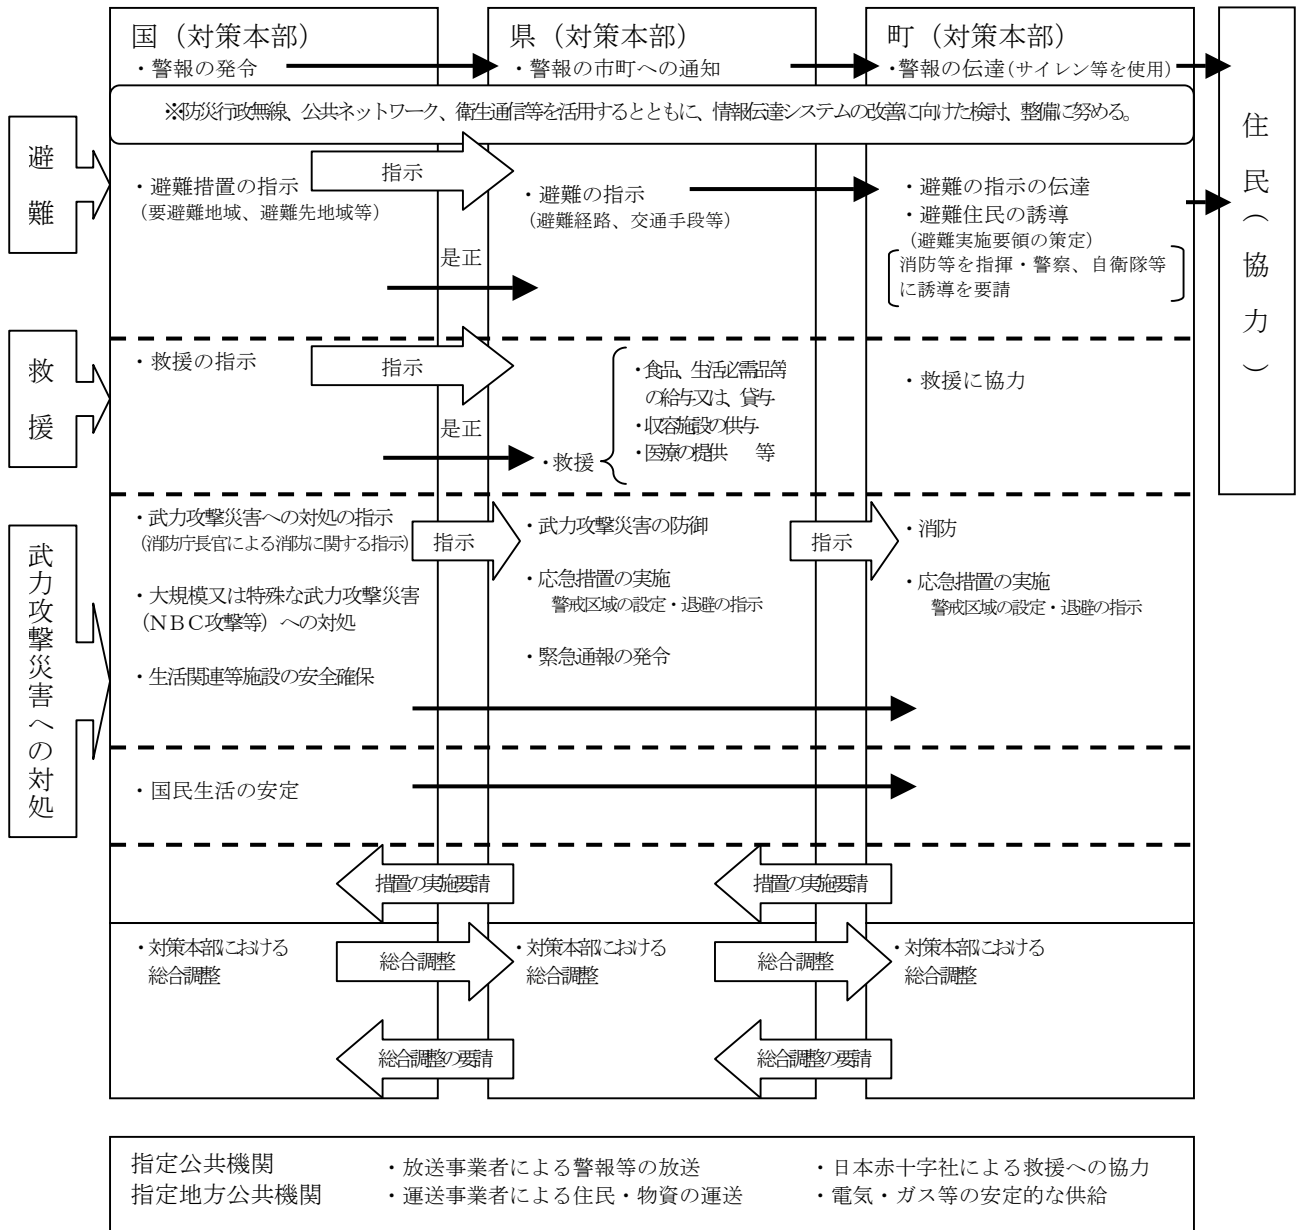 国（対策本部）
・警報の発令
県（対策本部）
・警報の市町への通知
町（対策本部）
・警報の伝達（サイレン等を使用）
※防災行政無線、公共ネットワーク、衛生通信等を活用するとともに、情報伝達システムの改善に向けた検討、整備に努める。
避難
・避難措置の指示
（要避難地域、避難先地域等）
指示
是正
・避難の指示
（避難経路、交通手段等）
・避難の指示の伝達
・避難住民の誘導
（避難実施要領の策定）
消防等を指揮・警察、自衛隊等
に誘導を要請
住民（協力）
救援
・救援の指示
指示
是正
・救援
・食品、生活必需品等
の給与又は、貸与
・収容施設の供与
・医療の提供　等
・救援に協力
武力攻撃災害への対処
・武力攻撃災害への対処の指示
（消防庁長官による消防に関する指示）
・大規模又は特殊な武力攻撃災害
（ＮＢＣ攻撃等）への対処
・生活関連等施設の安全確保
指示
・武力攻撃災害の防御
・応急措置の実施
警戒区域の設定・退避の指示
・緊急通報の発令
指示
・消防
・応急措置の実施
警戒区域の設定・退避の指示
・国民生活の安定
措置の実施要請
措置の実施要請
・対策本部における
総合調整
総合調整
・対策本部における
総合調整
総合調整
・対策本部における
総合調整
総合調整の要請
総合調整の要請
指定公共機関
指定地方公共機関
・放送事業者による警報等の放送
・運送事業者による住民・物資の運送
・日本赤十字社による救援への協力
・電気・ガス等の安定的な供給